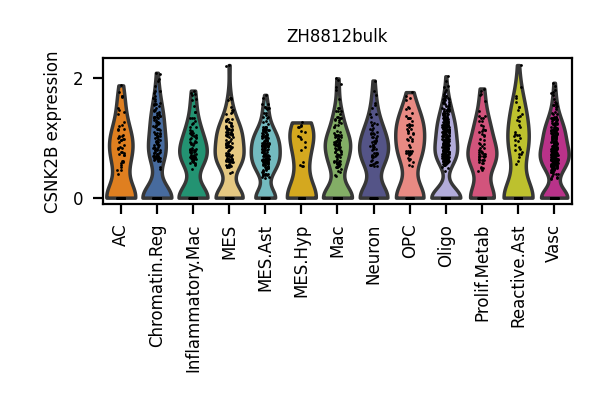 ZH8812bulk
CSNK2B expression
2
0
AC
Chromatin.Reg
Inflammatory.Mac
MES
MES.Ast
MES.Hyp
Mac
Neuron
OPC
Oligo
Prolif.Metab
Reactive.Ast
Vasc